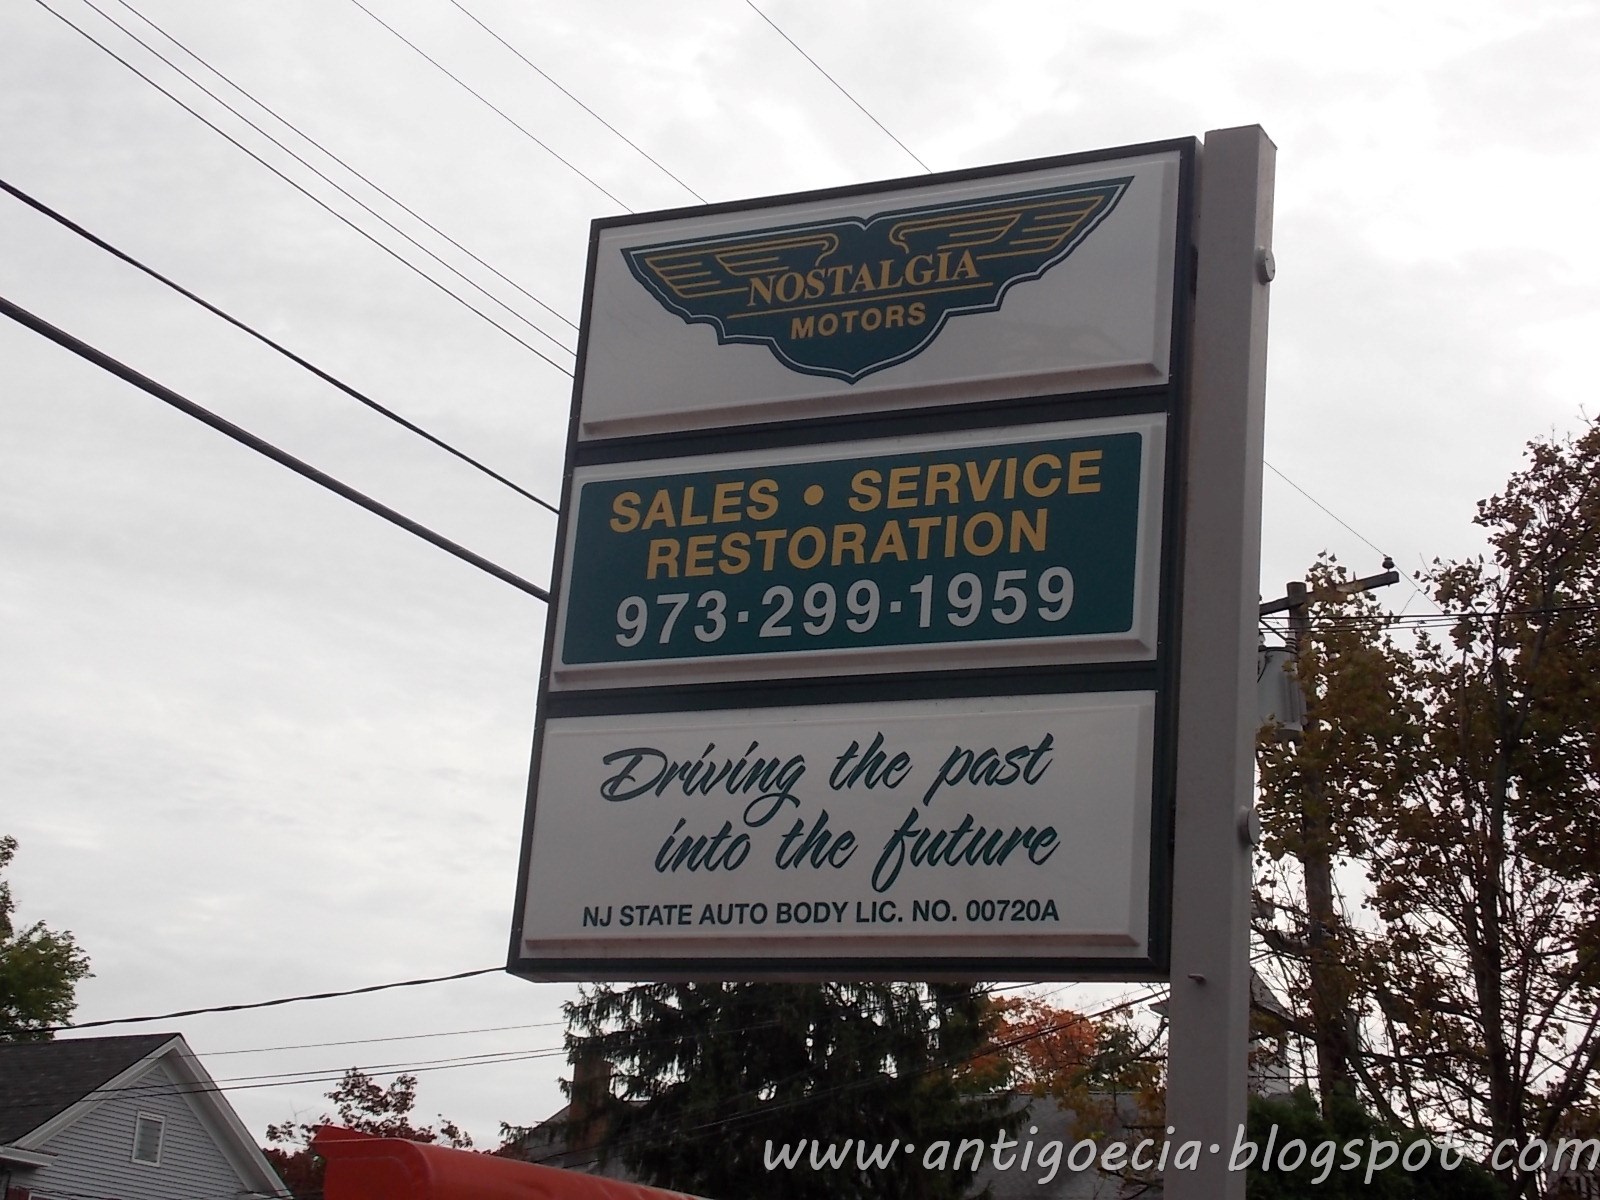 NOSTALGIA
MOTORS
SALES • SERVICE
RESTORATION
973·299·1959
Driving the past
into the future
NJ STATE AUTO BODY LIC. NO. 00720A
www.antigoecia.blogspot.com